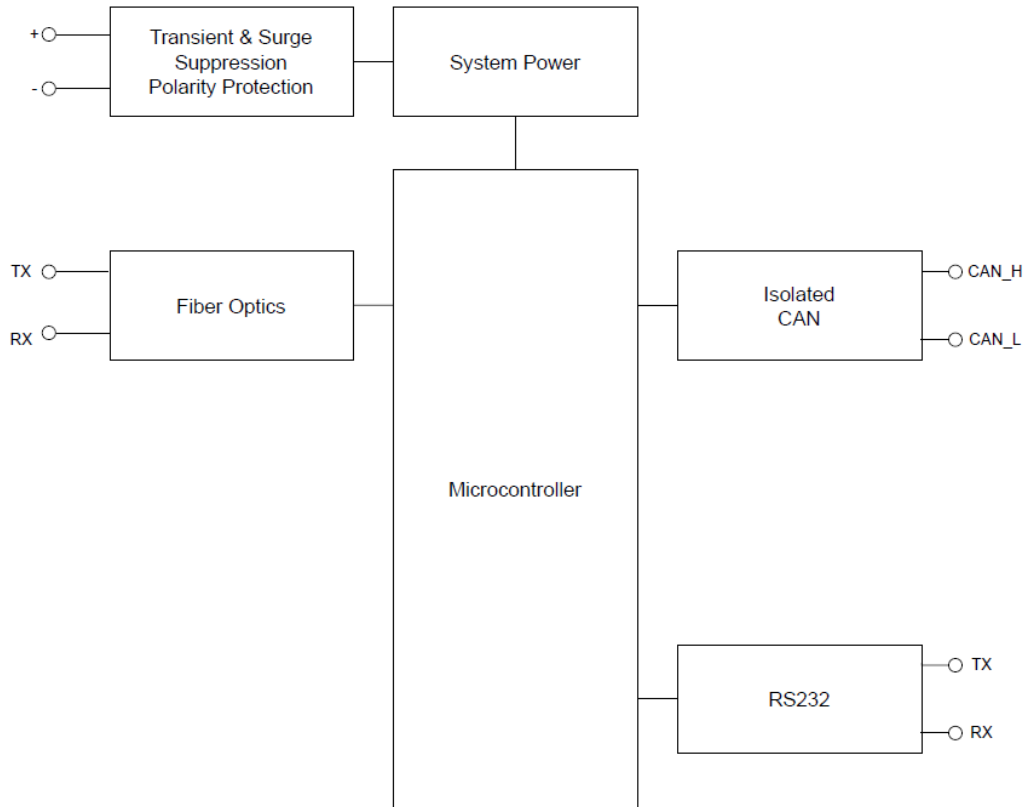 +
-
Transient & Surge
Suppression
Polarity Protection
System Power
TX
RX
Fiber Optics
Microcontroller
Isolated
CAN
CAN_H
CAN_L
RS232
TX
RX